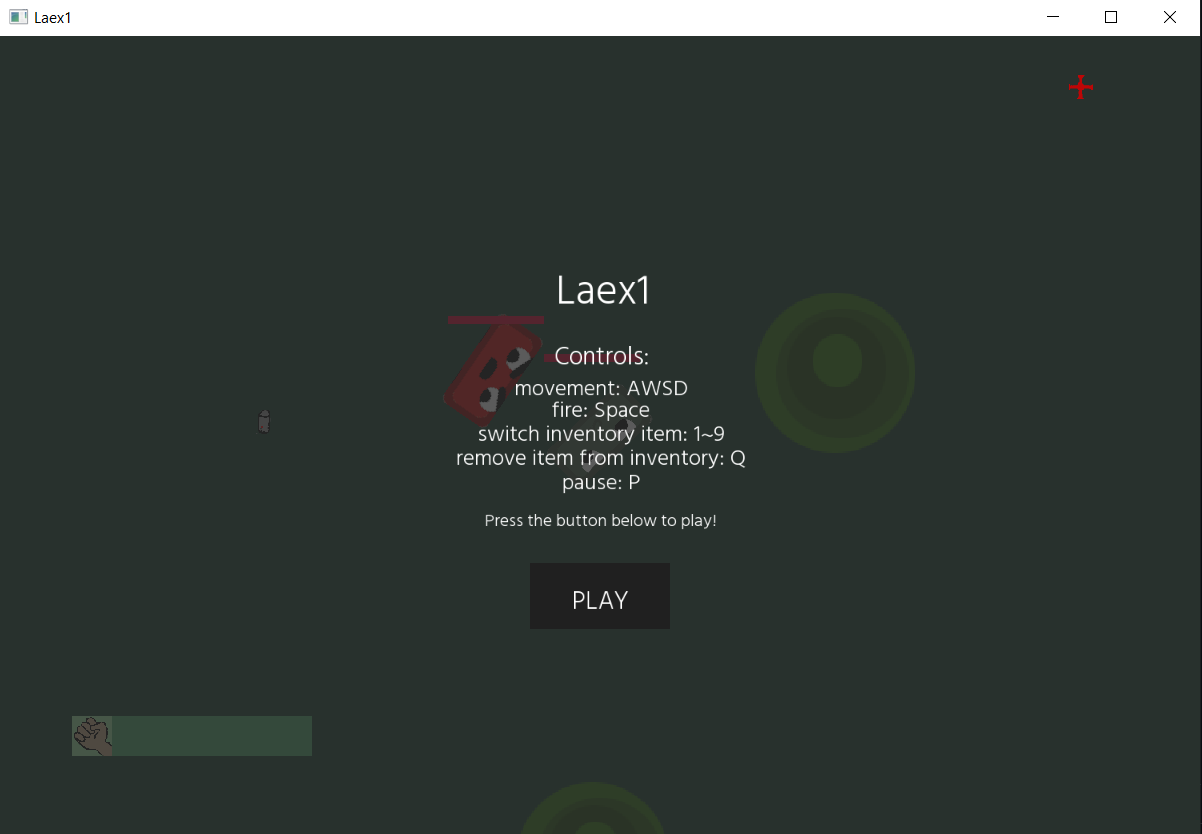 Laex1
Laex1
Controls:
movement: AWSD
fire: Space
switch inventory item: 1~9
remove item from inventory: Q
pause: P
Press the button below to play!
PLAY